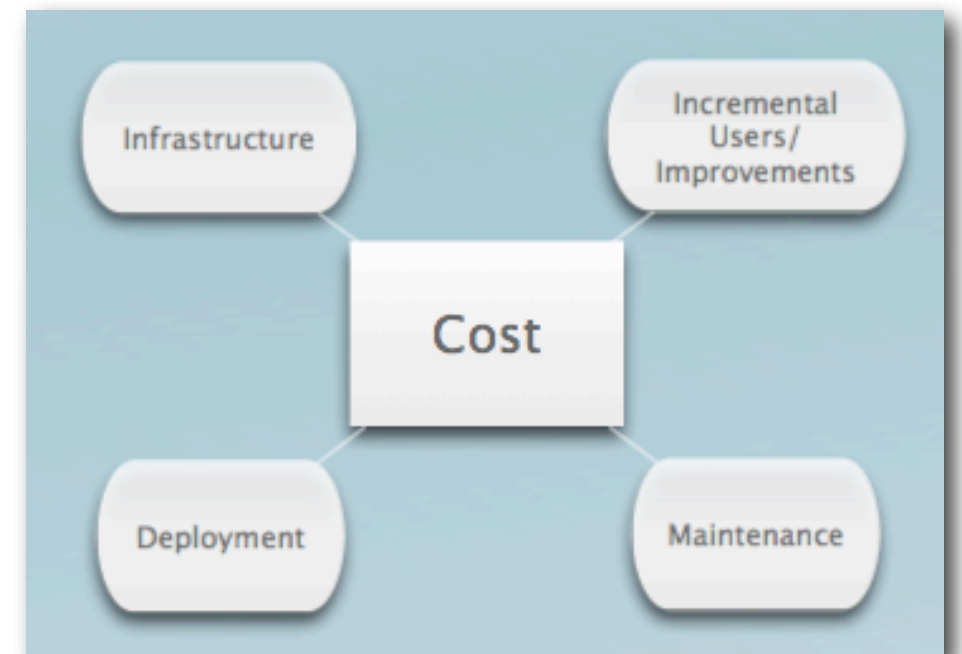 Infrastructure
Incremental
Users/
Improvements
Cost
Deployment
Maintenance